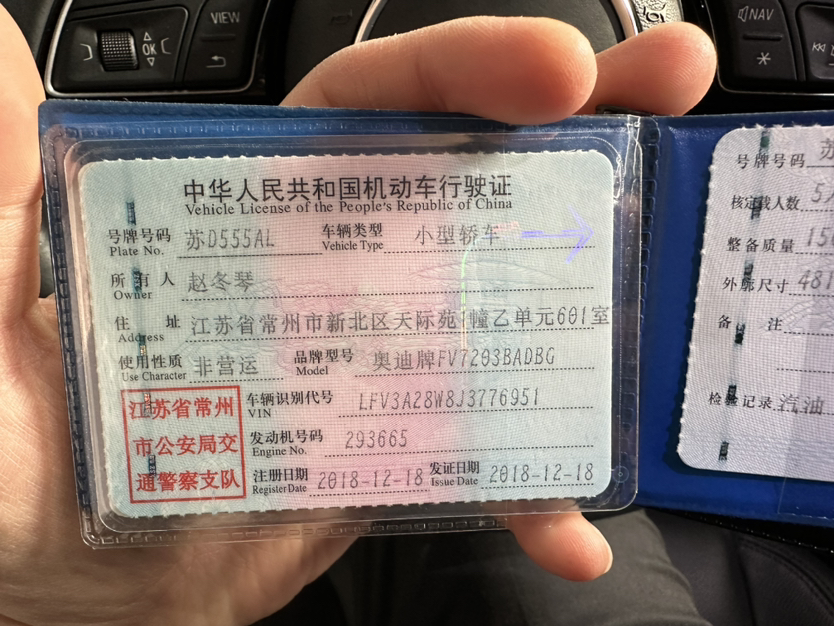 VIEW
OK
NAV
中华人民共和国机动车行驶证
Vehicle License of the People's Republic of China
号牌号码 苏D555AL 车辆类型 小型轿车
Plate No. Vehicle Type
所有人 赵冬琴
Owner
住址 江苏省常州市新北区天际苑1幢乙单元601室
Address
使用性质 非营运 品牌型号 奥迪牌FV7203BADBG
Use Character Model
江苏省常州
市公安局交
通警察支队
车辆识别代号 LFV3A28W8J3776951
VIN
发动机号码 293665
Engine No.
注册日期 2018-12-18 发证日期 2018-12-18
Register Date Issue Date
号牌号码 苏
核定载人数
整备质量
外廓尺寸
备注
检验记录 汽油